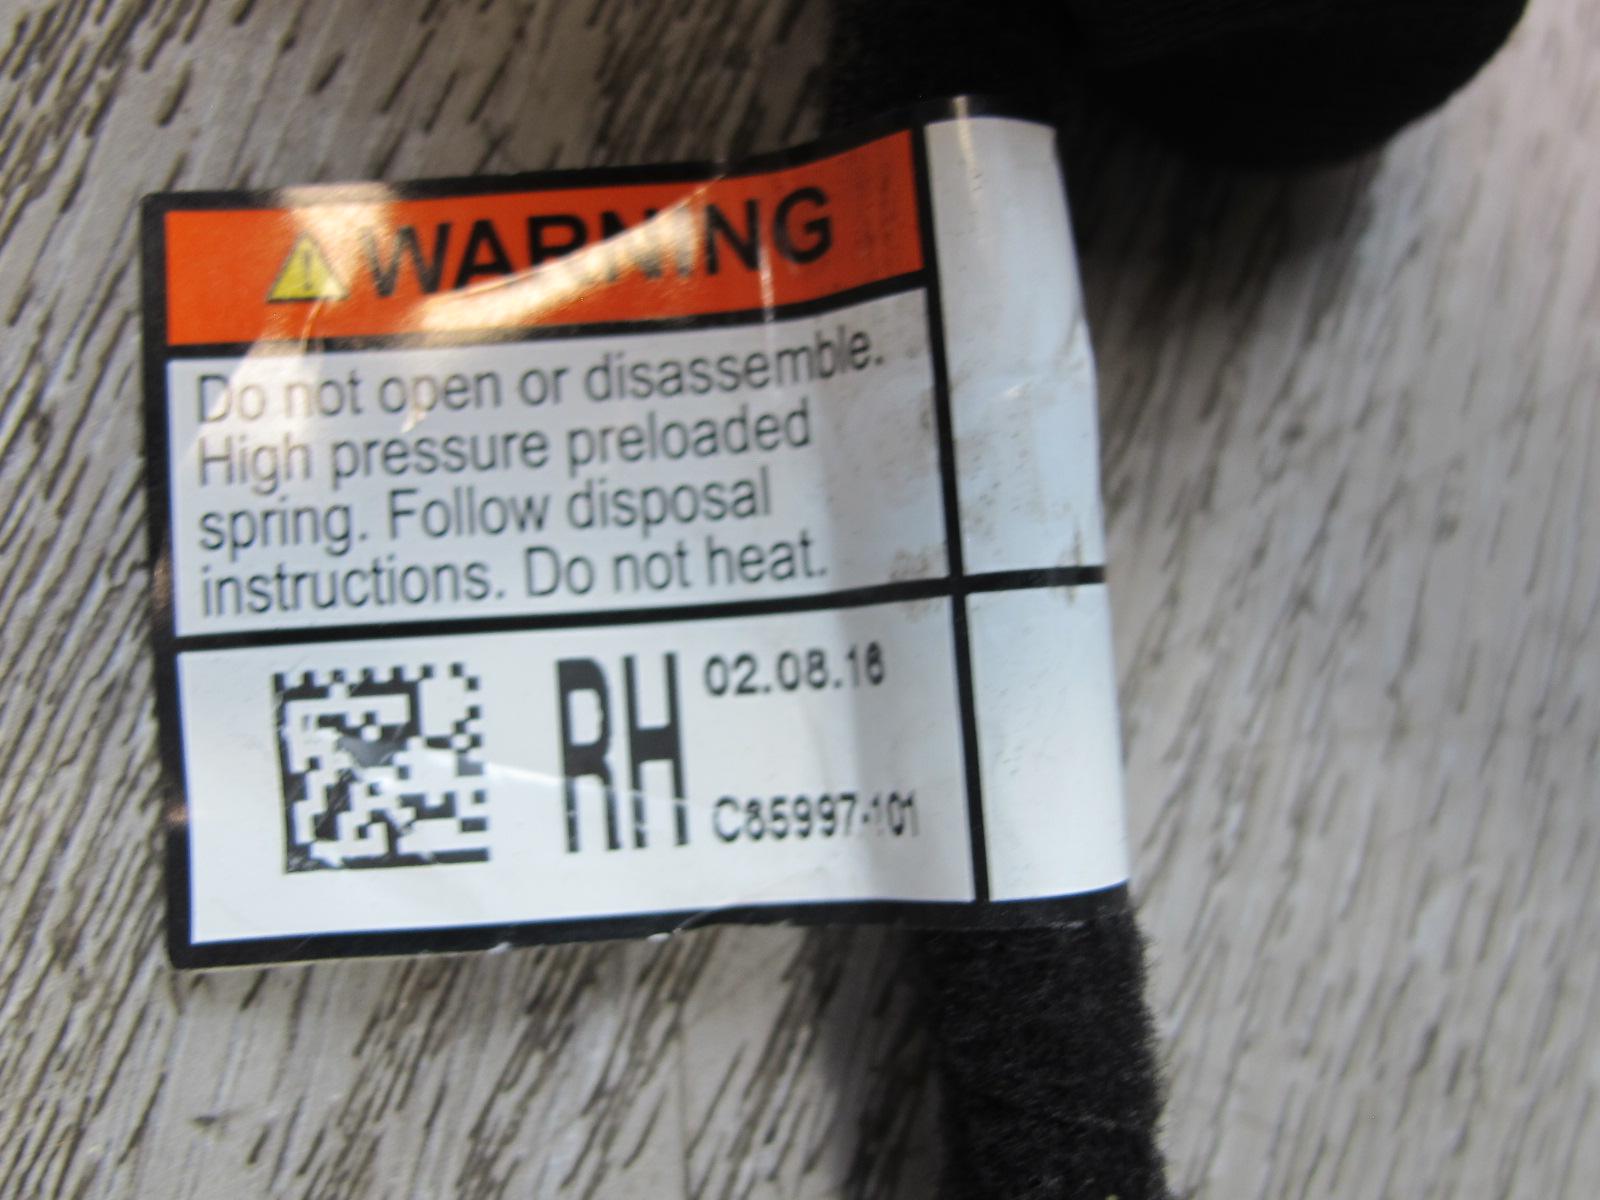 WARNING
Do not open or disassemble.
High pressure preloaded
spring. Follow disposal
instructions. Do not heat.
RH
02.08.16
C85997-101